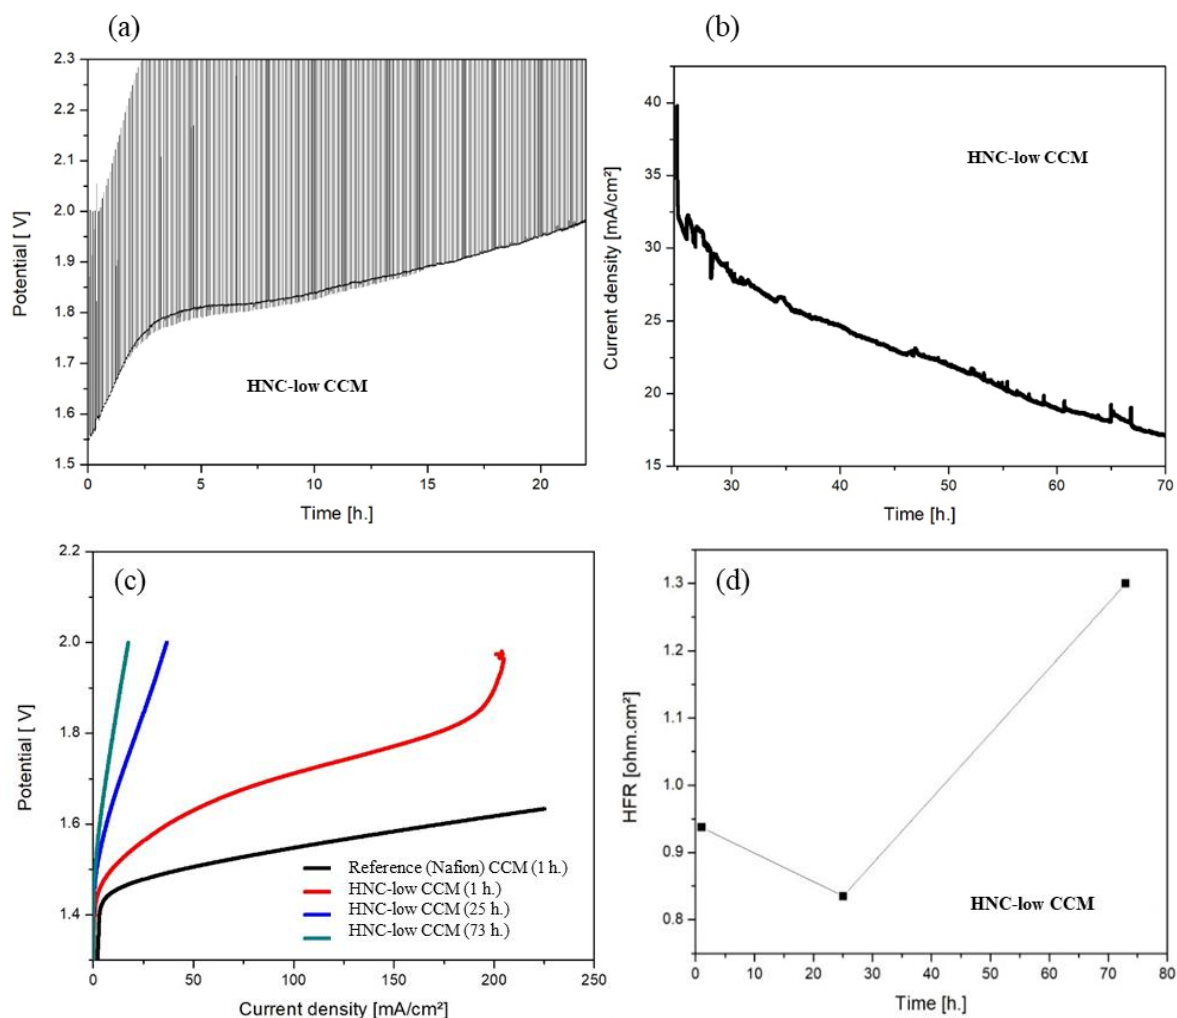 (a)
2.3
2.2
2.1
2.0
1.9
1.8
1.7
1.6
1.5
Potential [ V]
HNC-low CCM
0
5
10
15
20
Time [h.]
(b)
40
35
30
25
20
15
Current density [mA/cm²]
HNC-low CCM
30
40
50
60
70
Time [h.]
(c)
2.2
2.0
1.8
1.6
1.4
Potential [ V]
Reference (Nafion) CCM (1 h.)
HNC-low CCM (1 h.)
HNC-low CCM (25 h.)
HNC-low CCM (73 h.)
0
50
100
150
200
250
Current density [mA/cm²]
(d)
1.3
1.2
1.1
1.0
0.9
0.8
HFR [ohm.cm²]
HNC-low CCM
0
10
20
30
40
50
60
70
80
Time [h.]